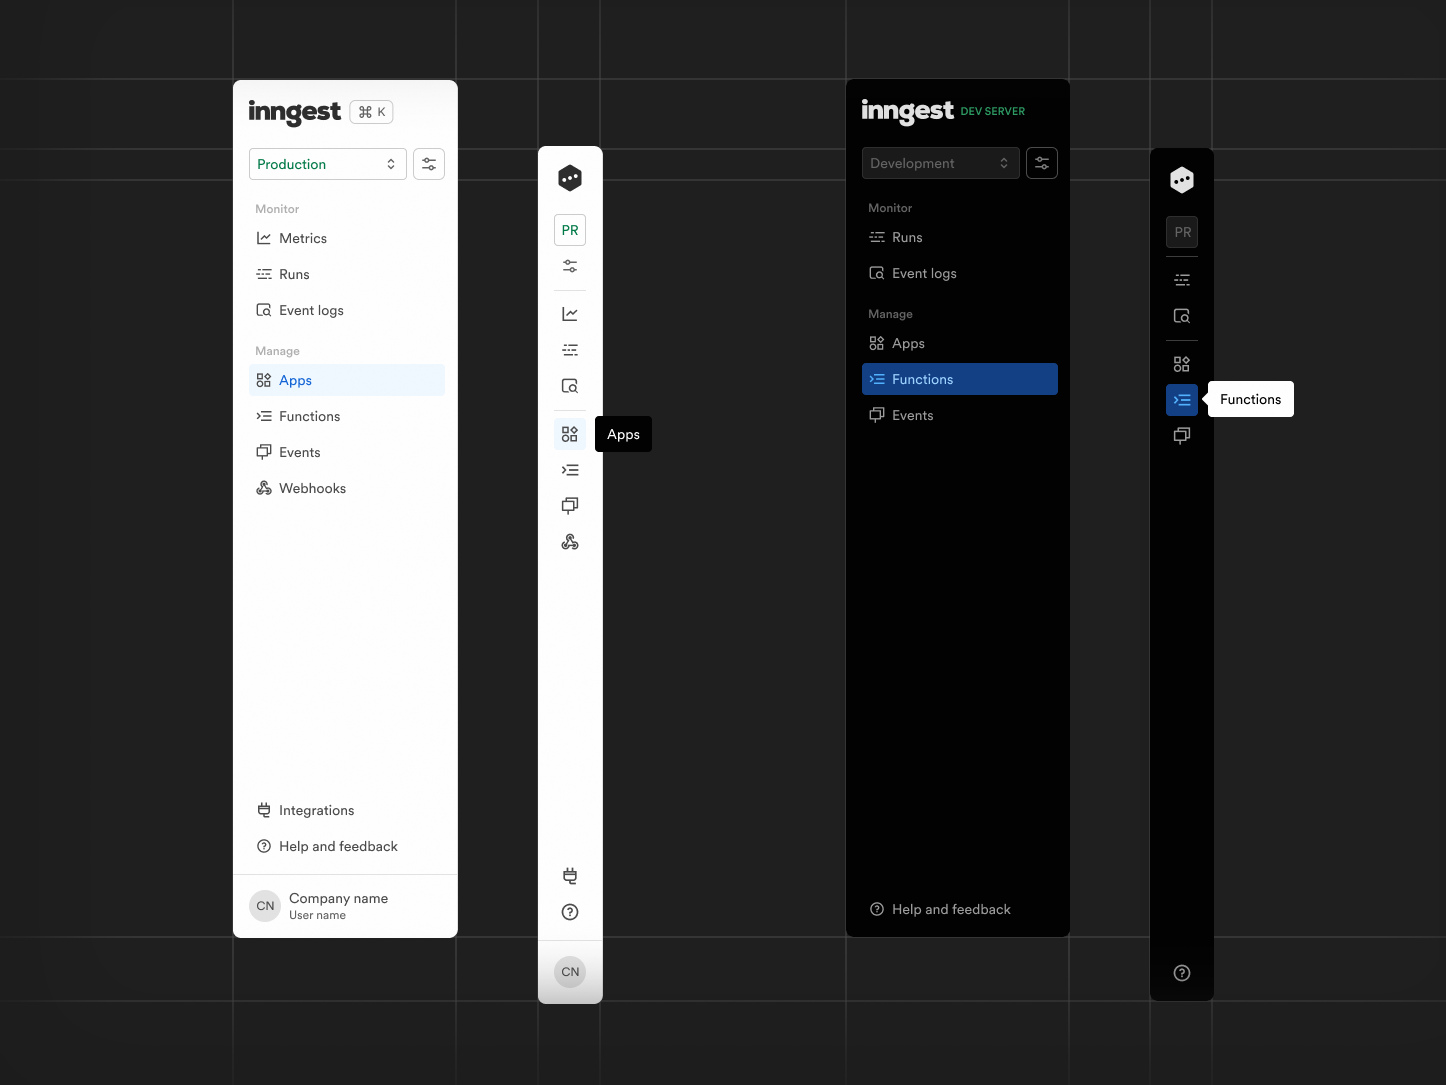 inngest ⌘ K
Production
Monitor
Metrics
Runs
Event logs
Manage
Apps
Functions
Events
Webhooks
Integrations
Help and feedback
CN Company name
User name
PR
Apps
CN
inngest DEV SERVER
Development
Monitor
Runs
Event logs
Manage
Apps
Functions
Events
Help and feedback
PR
Functions